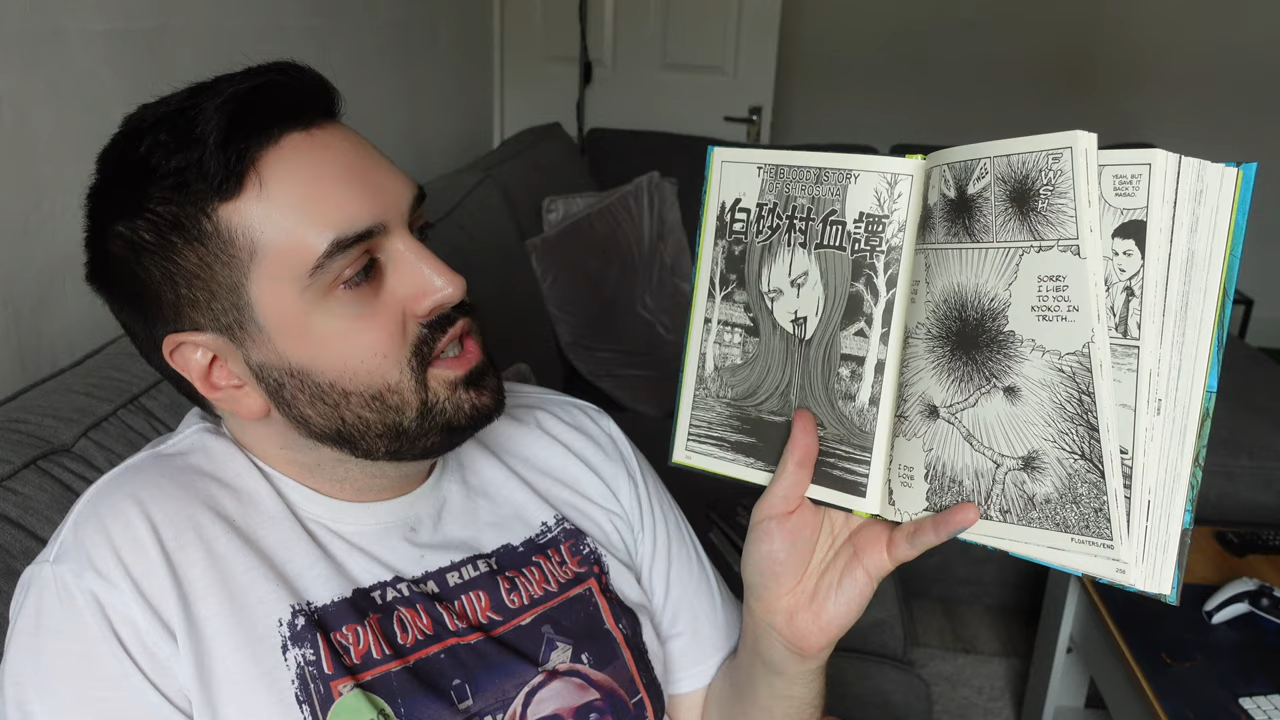 THE BLOODY STORY
OF SHIROSUNA
白砂村血譚
FWSH
SORRY
I LIED
TO YOU,
KYOKO. IN
TRUTH...
I DID
LOVE
YOU.
FLOATERS/END
258
YEAH, BUT
I GAVE IT
BACK TO
MASAO.
TATUM RILEY
I SPIT ON YOUR GARAGE